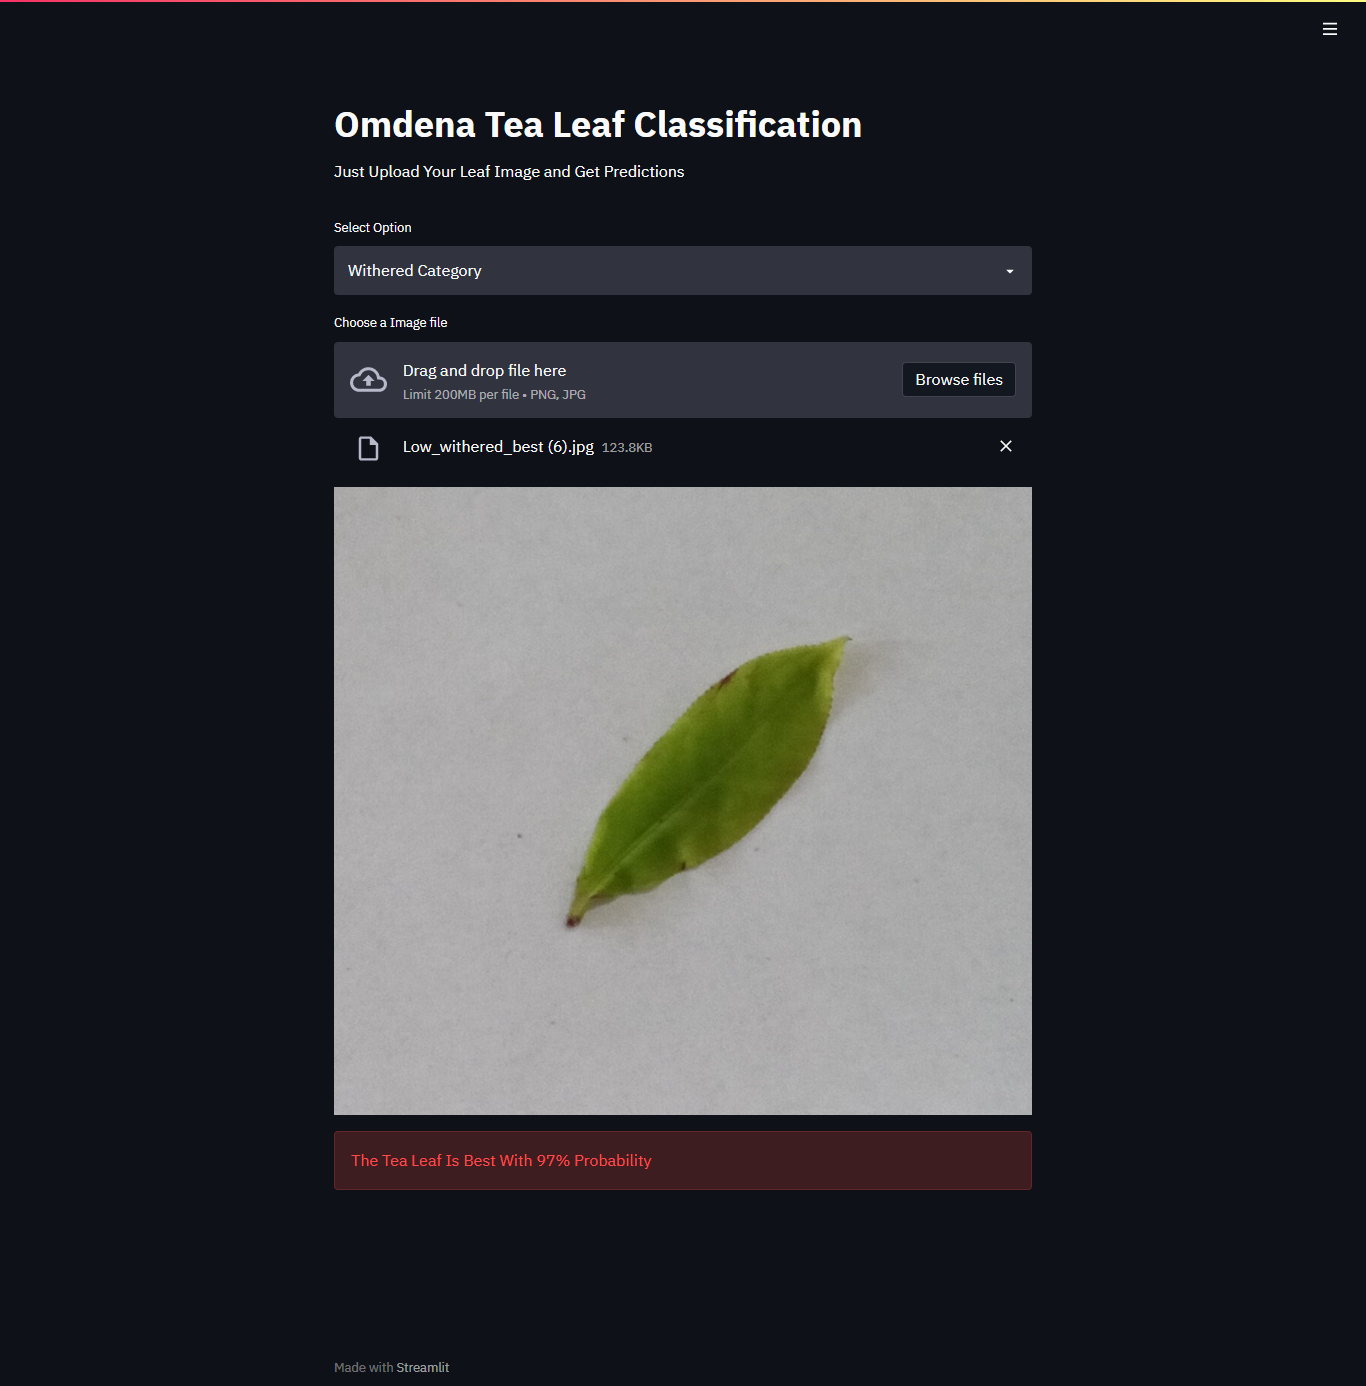 Omdena Tea Leaf Classification
Just Upload Your Leaf Image and Get Predictions
Select Option
Withered Category
Choose a Image file
Drag and drop file here
Limit 200MB per file • PNG, JPG
Browse files
Low_withered_best (6).jpg 123.8KB
The Tea Leaf Is Best With 97% Probability
Made with Streamlit